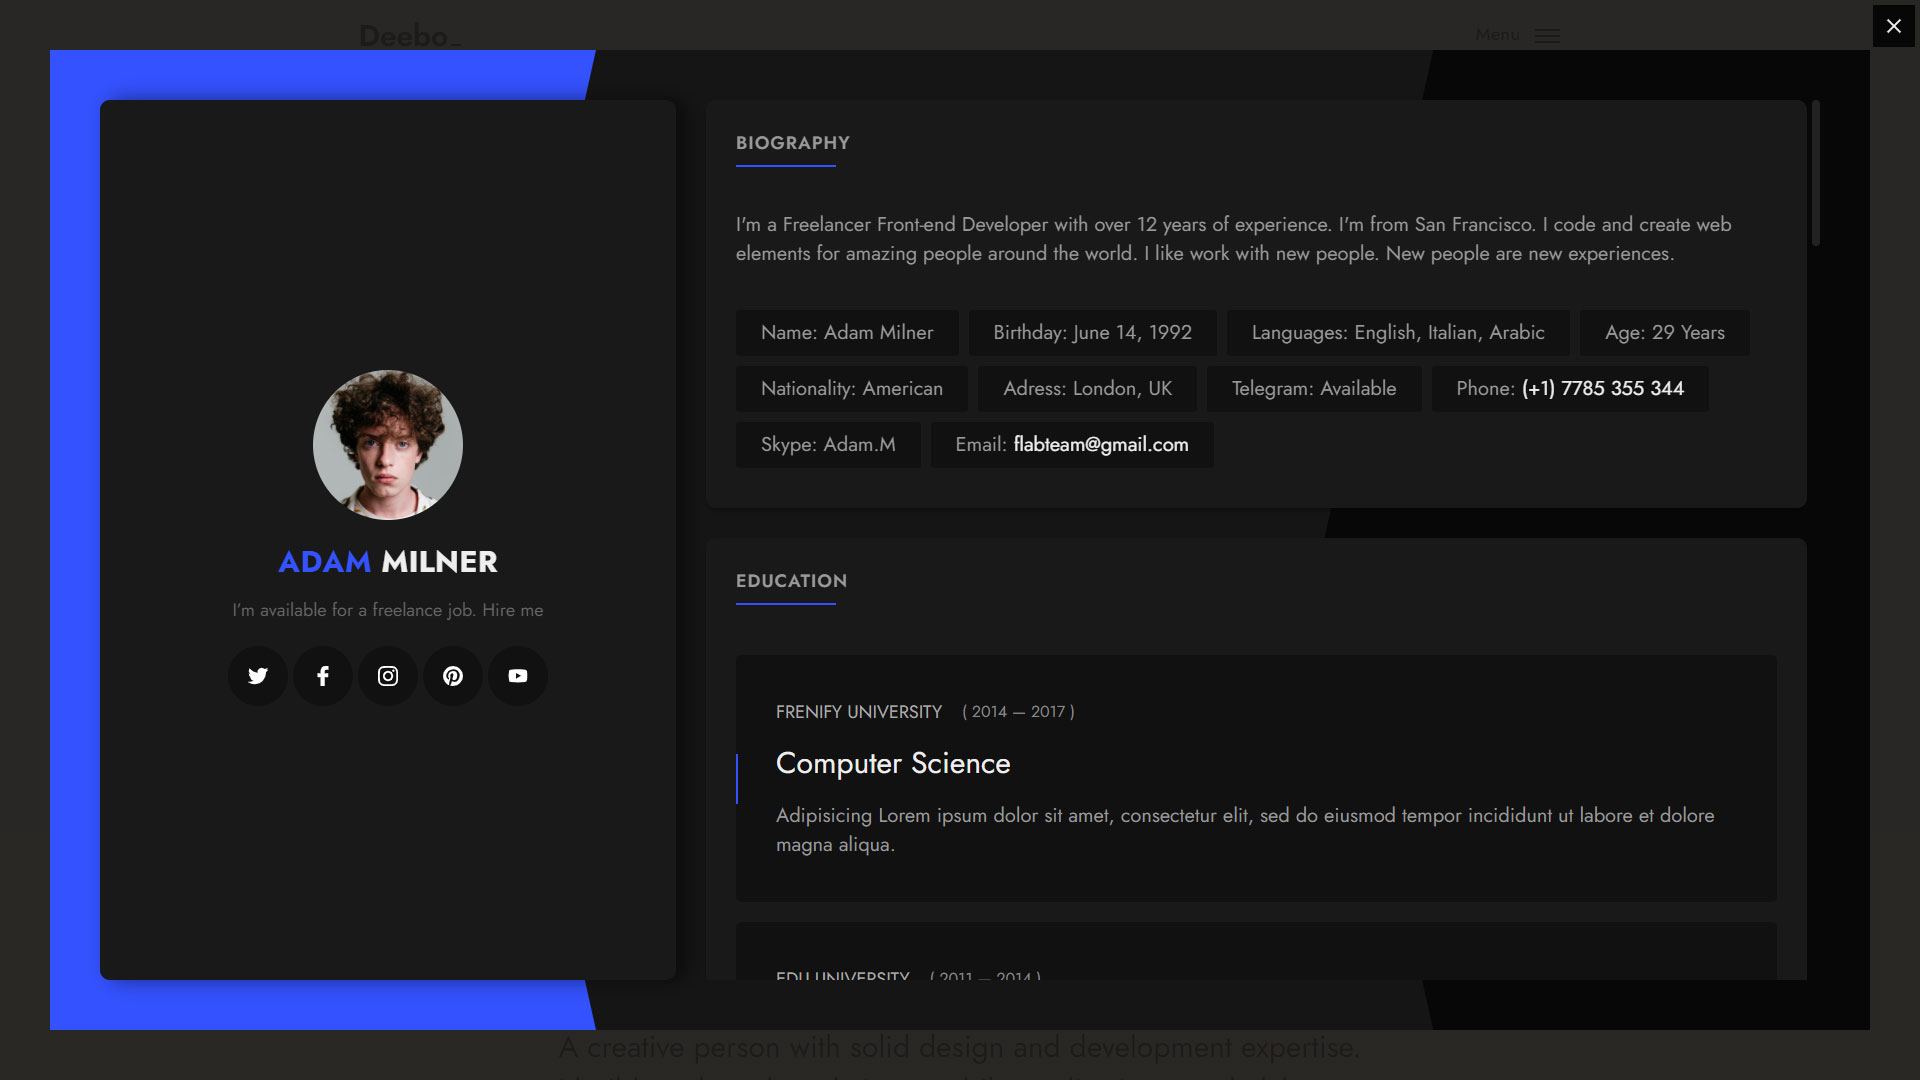 Deebo_
Menu
BIOGRAPHY
I'm a Freelancer Front-end Developer with over 12 years of experience. I'm from San Francisco. I code and create web
elements for amazing people around the world. I like work with new people. New people are new experiences.
Name: Adam Milner
Birthday: June 14, 1992
Languages: English, Italian, Arabic
Age: 29 Years
Nationality: American
Adress: London, UK
Telegram: Available
Phone: (+1) 7785 355 344
Skype: Adam.M
Email: flabteam@gmail.com
ADAM MILNER
I'm available for a freelance job. Hire me
EDUCATION
FRENIFY UNIVERSITY ( 2014 — 2017 )
Computer Science
Adipisicing Lorem ipsum dolor sit amet, consectetur elit, sed do eiusmod tempor incididunt ut labore et dolore
magna aliqua.
EDU UNIVERSITY ( 2011 — 2014 )
A creative person with solid design and development expertise.